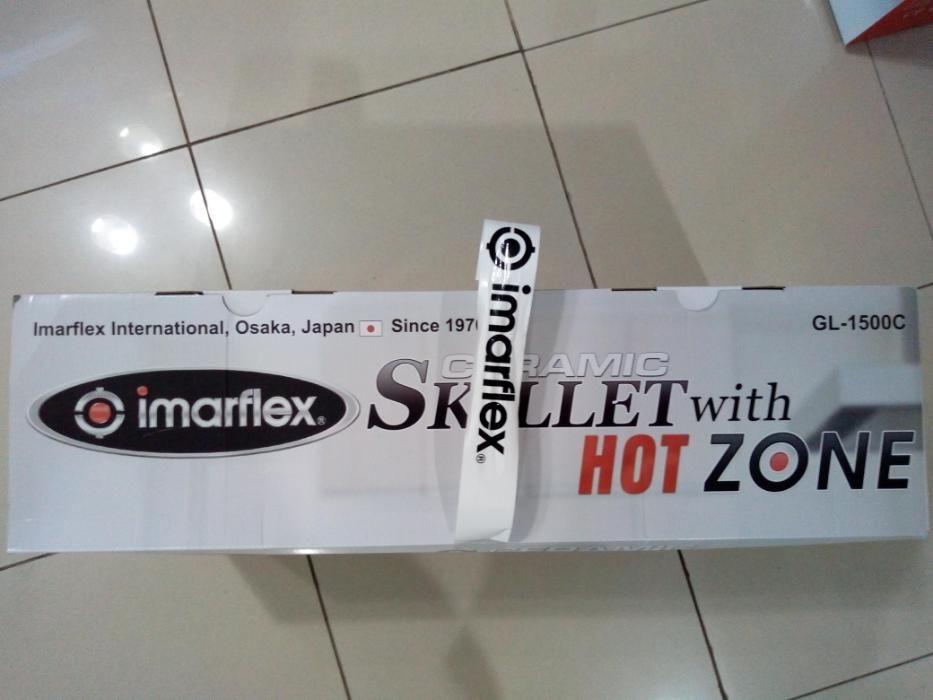 Imarflex International, Osaka, Japan Since 197
GL-1500C
imarflex®
CERAMIC
SKILLET with
HOT ZONE
imarflex®